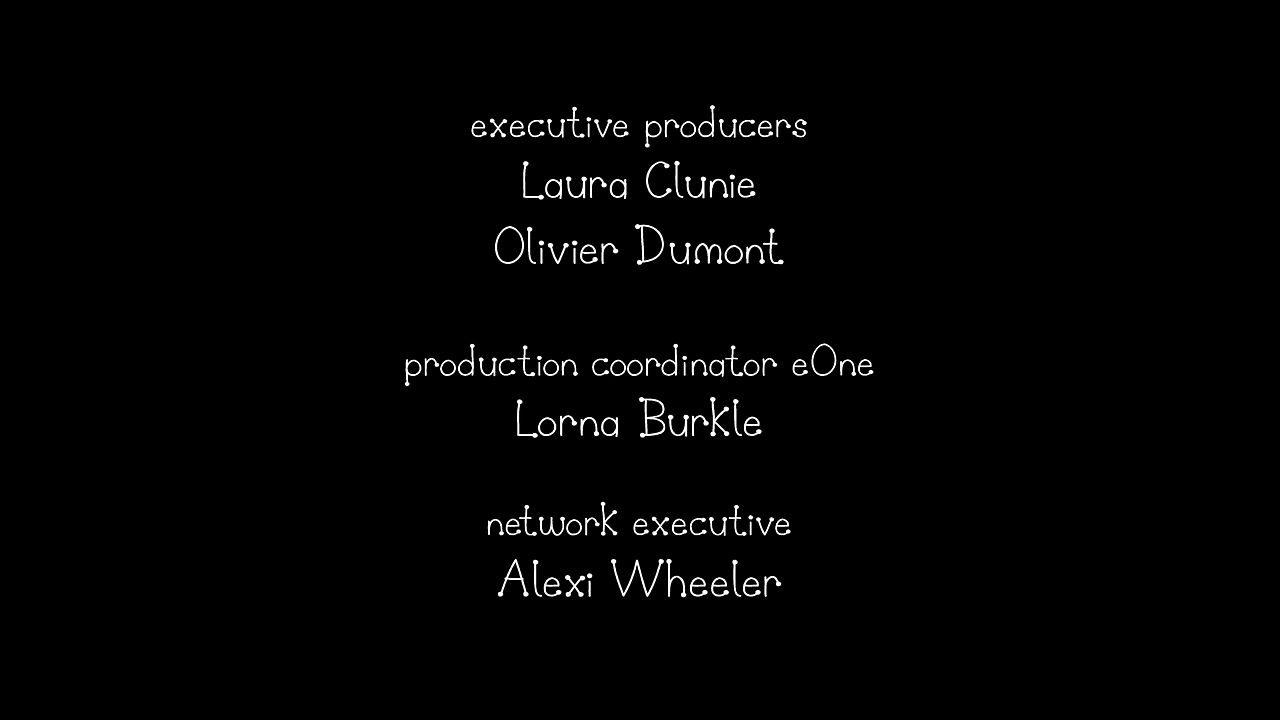 executive producers
Laura Clunie
Olivier Dumont
production coordinator eOne
Lorna Burkle
network executive
Alexi Wheeler